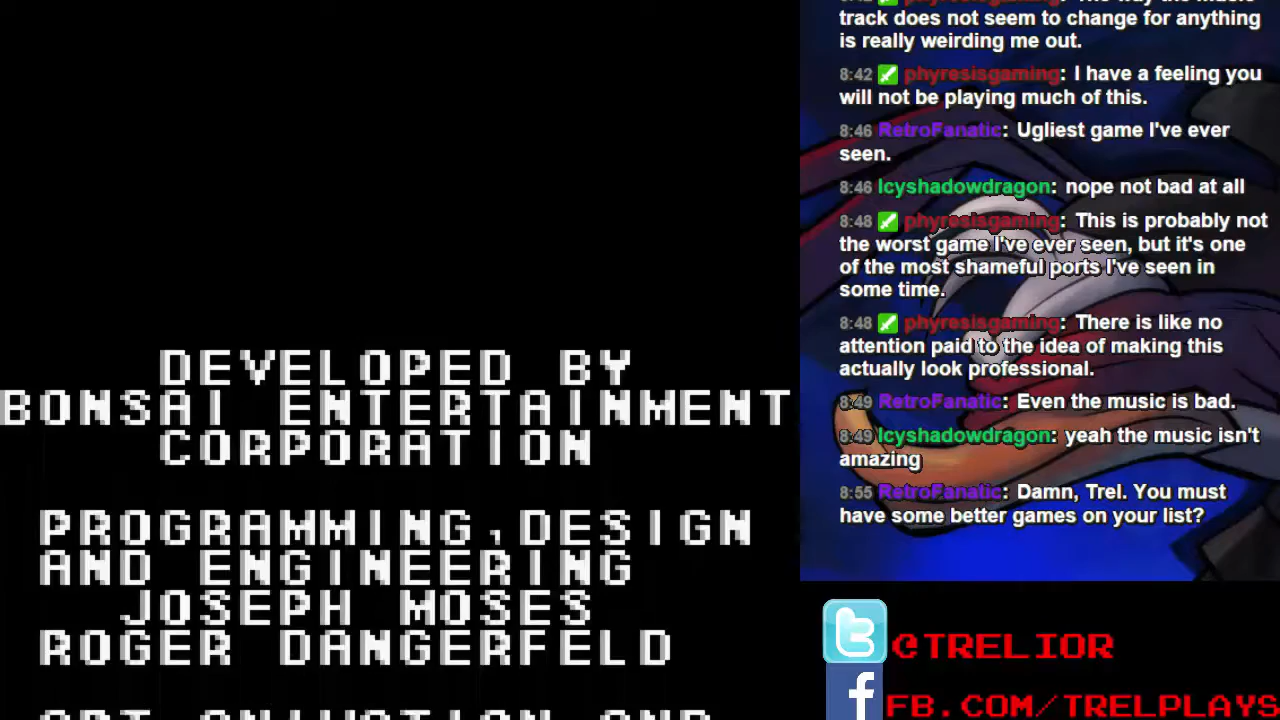 DEVELOPED BY
BONSAI ENTERTAINMENT
CORPORATION
PROGRAMMING,DESIGN
AND ENGINEERING
JOSEPH MOSES
ROGER DANGERFELD
track does not seem to change for anything
is really weirding me out.
8:42 phyresisgaming: I have a feeling you
will not be playing much of this.
8:46 RetroFanatic: Ugliest game I've ever
seen.
8:46 Icyshadowdragon: nope not bad at all
8:48 phyresisgaming: This is probably not
the worst game I've ever seen, but it's one
of the most shameful ports I've seen in
some time.
8:48 phyresisgaming: There is like no
attention paid to the idea of making this
actually look professional.
8:49 RetroFanatic: Even the music is bad.
8:49 Icyshadowdragon: yeah the music isn't
amazing
8:55 RetroFanatic: Damn, Trel. You must
have some better games on your list?
@TRELIOR
FB.COM/TRELPLAYS